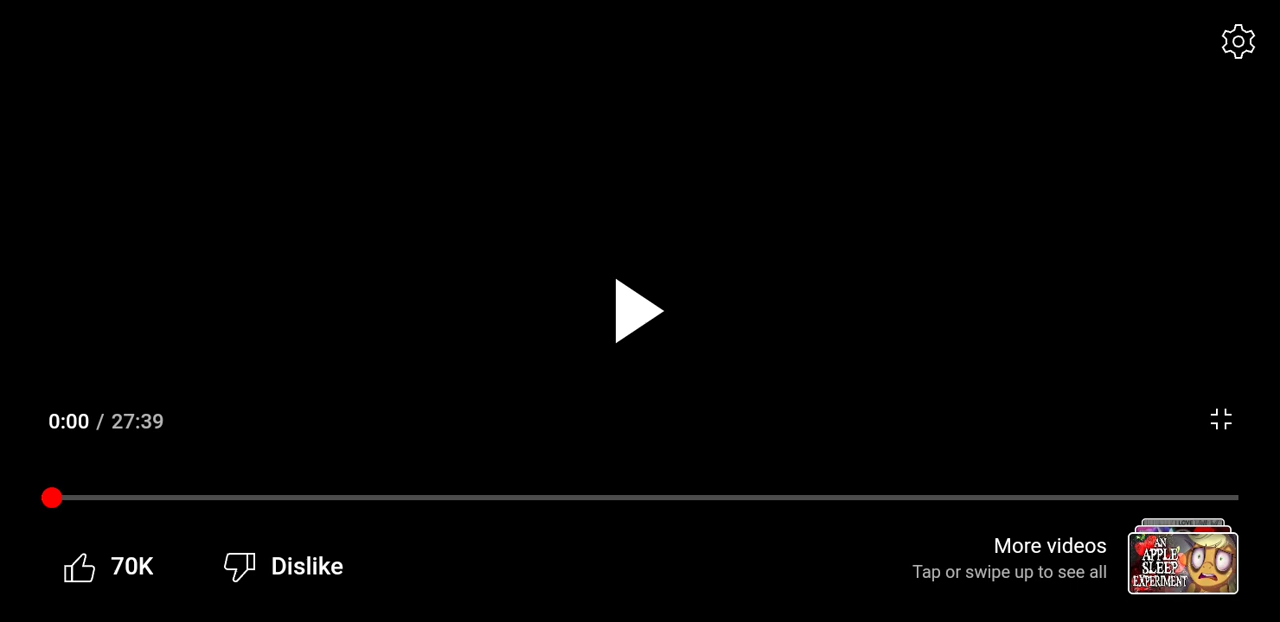 0:00 / 27:39
70K
Dislike
More videos
Tap or swipe up to see all
AN
APPLE
SLEEP
EXPERIMENT